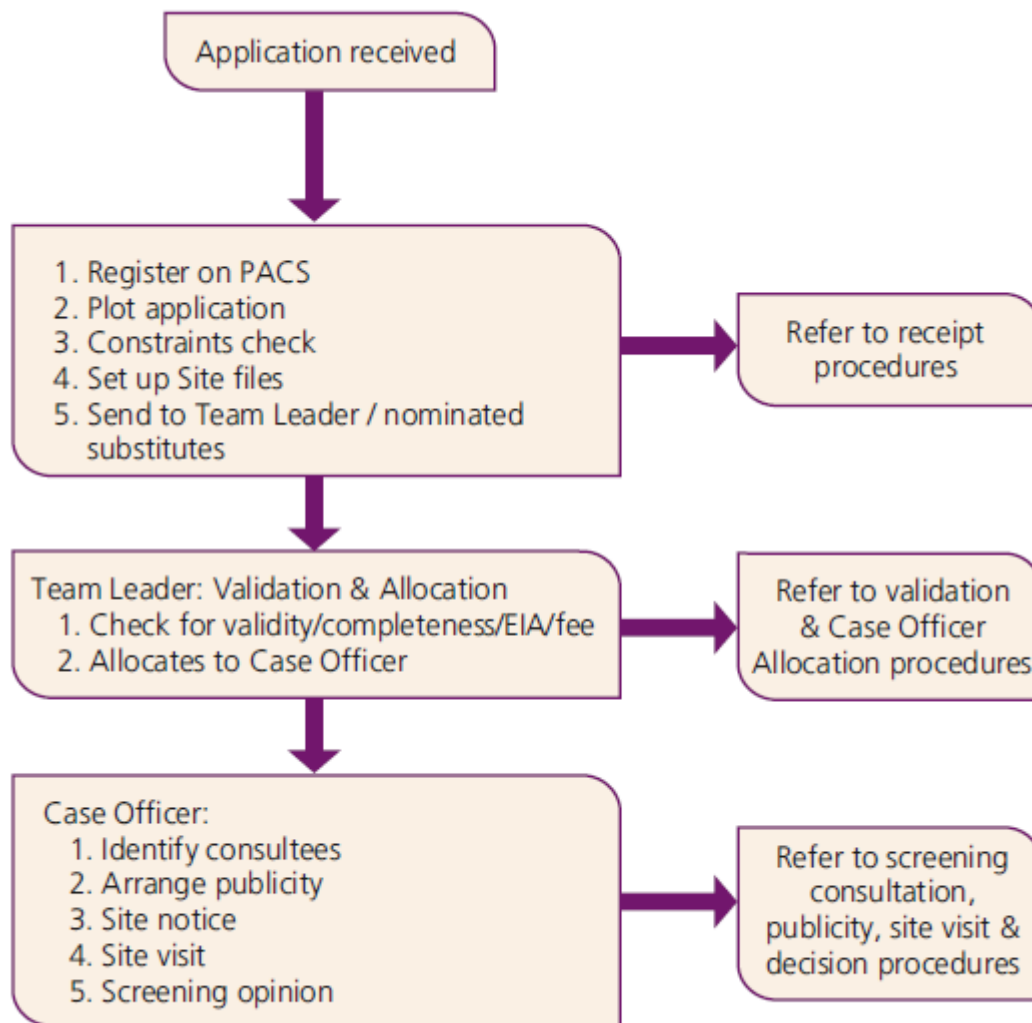 Application received
1. Register on PACS
2. Plot application
3. Constraints check
4. Set up Site files
5. Send to Team Leader / nominated
substitutes
Refer to receipt
procedures
Team Leader: Validation & Allocation
1. Check for validity/completeness/EIA/fee
2. Allocates to Case Officer
Refer to validation
& Case Officer
Allocation procedures
Case Officer:
1. Identify consultees
2. Arrange publicity
3. Site notice
4. Site visit
5. Screening opinion
Refer to screening
consultation,
publicity, site visit &
decision procedures